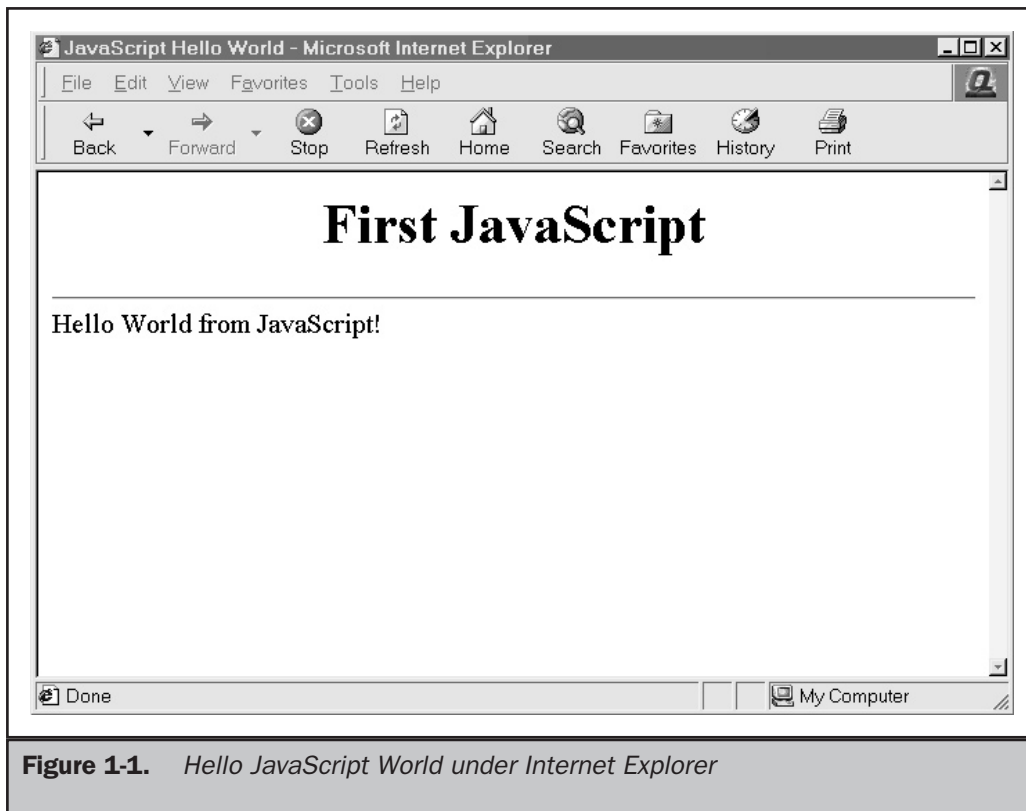 JavaScript Hello World - Microsoft Internet Explorer
File Edit View Favorites Tools Help
Back Forward Stop Refresh Home Search Favorites History Print
First JavaScript
Hello World from JavaScript!
Done My Computer
Figure 1-1. Hello JavaScript World under Internet Explorer